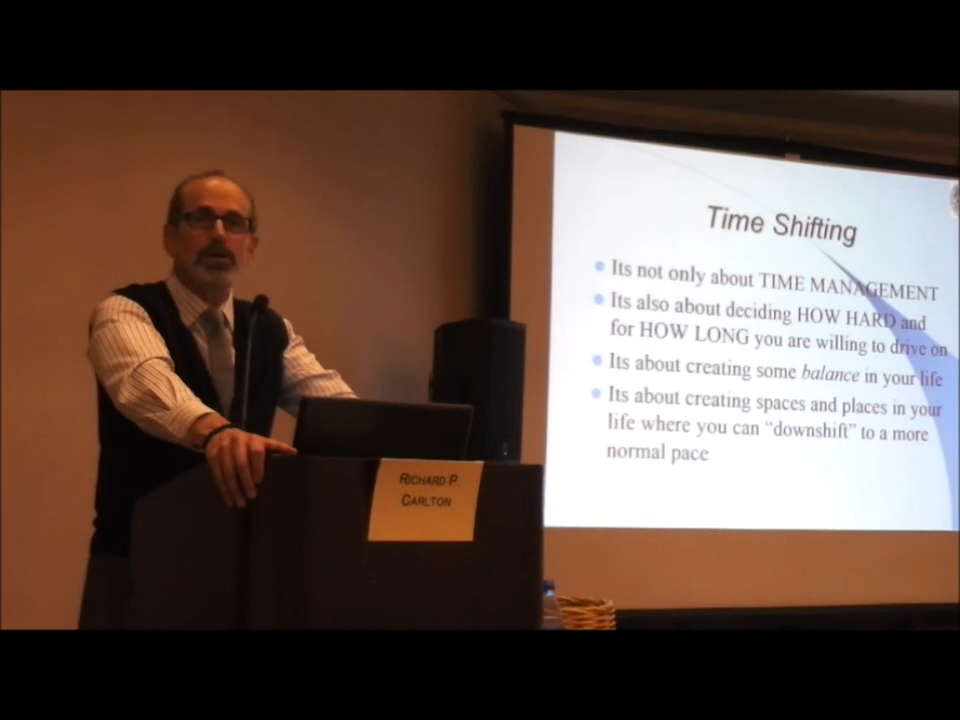 Time Shifting
Its not only about TIME MANAGEMENT
Its also about deciding HOW HARD and
for HOW LONG you are willing to drive on
Its about creating some balance in your life
Its about creating spaces and places in your
life where you can “downshift” to a more
normal pace
RICHARD P.
CARLTON